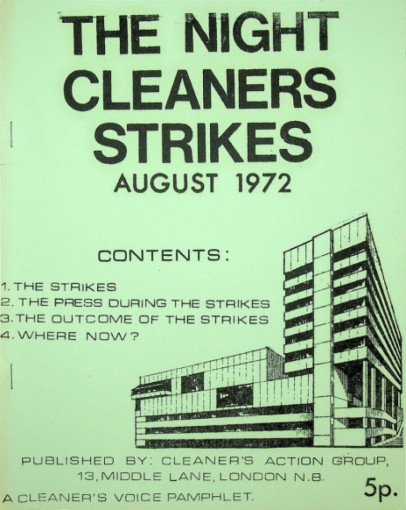 THE NIGHT
CLEANERS
STRIKES
AUGUST 1972
CONTENTS:
1. THE STRIKES
2. THE PRESS DURING THE STRIKES
3. THE OUTCOME OF THE STRIKES
4. WHERE NOW?
PUBLISHED BY: CLEANER'S ACTION GROUP,
13, MIDDLE LANE, LONDON N.8.
A CLEANER'S VOICE PAMPHLET.
5p.